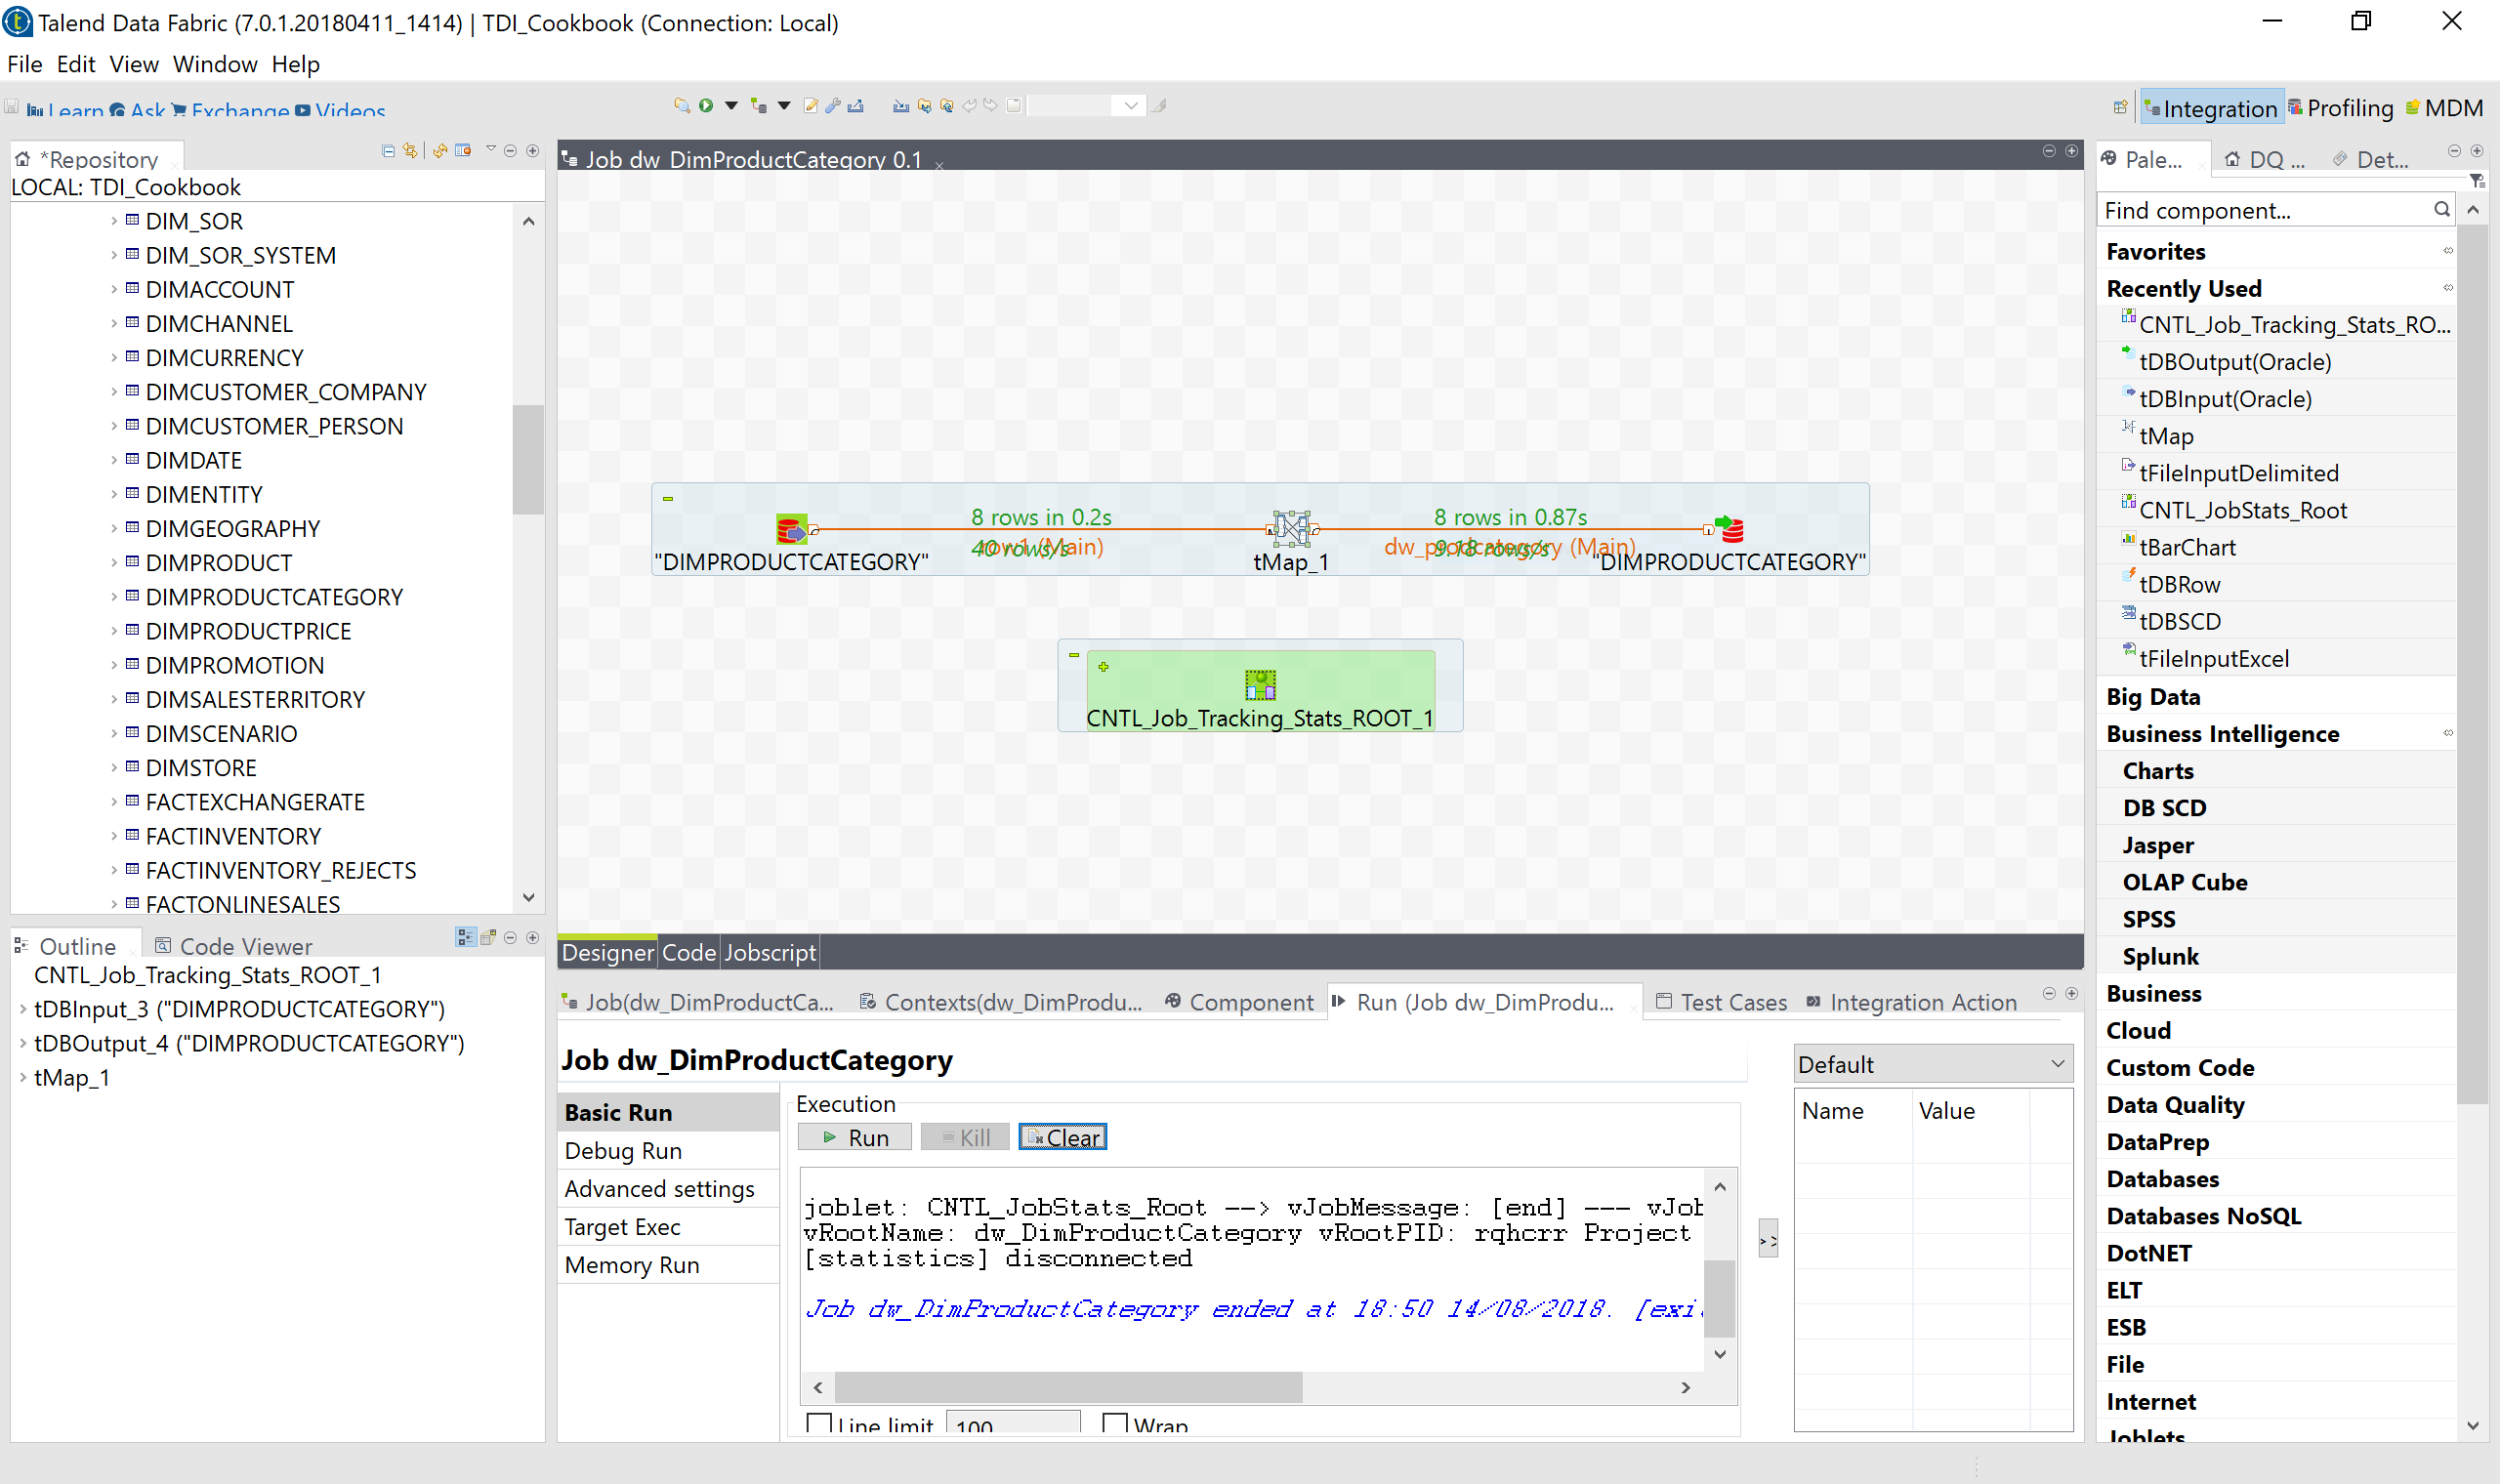 Talend Data Fabric (7.0.1.20180411_1414) | TDI_Cookbook (Connection: Local)
File Edit View Window Help
Learn Ask Exchange Videos
Integration Profiling MDM
*Repository
LOCAL: TDI_Cookbook
DIM_SOR
DIM_SOR_SYSTEM
DIMACCOUNT
DIMCHANNEL
DIMCURRENCY
DIMCUSTOMER_COMPANY
DIMCUSTOMER_PERSON
DIMDATE
DIMENTITY
DIMGEOGRAPHY
DIMPRODUCT
DIMPRODUCTCATEGORY
DIMPRODUCTPRICE
DIMPROMOTION
DIMSALESTERRITORY
DIMSCENARIO
DIMSTORE
FACTEXCHANGERATE
FACTINVENTORY
FACTINVENTORY_REJECTS
FACTONLINESALES
Outline Code Viewer
CNTL_Job_Tracking_Stats_ROOT_1
tDBInput_3 ("DIMPRODUCTCATEGORY")
tDBOutput_4 ("DIMPRODUCTCATEGORY")
tMap_1
Job dw_DimProductCategory 0.1
8 rows in 0.2s
40 rows/s
row1 (Main)
8 rows in 0.87s
9.18 rows/s
dw_prodcategory (Main)
"DIMPRODUCTCATEGORY"
tMap_1
"DIMPRODUCTCATEGORY"
CNTL_Job_Tracking_Stats_ROOT_1
Designer Code Jobscript
Job(dw_DimProductCa... Contexts(dw_DimProdu... Component Run (Job dw_DimProdu... Test Cases Integration Action
Job dw_DimProductCategory
Basic Run
Debug Run
Advanced settings
Target Exec
Memory Run
Execution
Run Kill Clear
joblet: CNTL_JobStats_Root --> vJobMessage: [end] --- vJob
vRootName: dw_DimProductCategory vRootPID: rqhcrr Project
[statistics] disconnected
Job dw_DimProductCategory ended at 18:50 14/08/2018. [exi
Line limit 100 Wrap
>>
Default
Name Value
Pale... DQ ... Det...
Find component...
Favorites
Recently Used
CNTL_Job_Tracking_Stats_RO...
tDBOutput(Oracle)
tDBInput(Oracle)
tMap
tFileInputDelimited
CNTL_JobStats_Root
tBarChart
tDBRow
tDBSCD
tFileInputExcel
Big Data
Business Intelligence
Charts
DB SCD
Jasper
OLAP Cube
SPSS
Splunk
Business
Cloud
Custom Code
Data Quality
DataPrep
Databases
Databases NoSQL
DotNET
ELT
ESB
File
Internet
Joblets